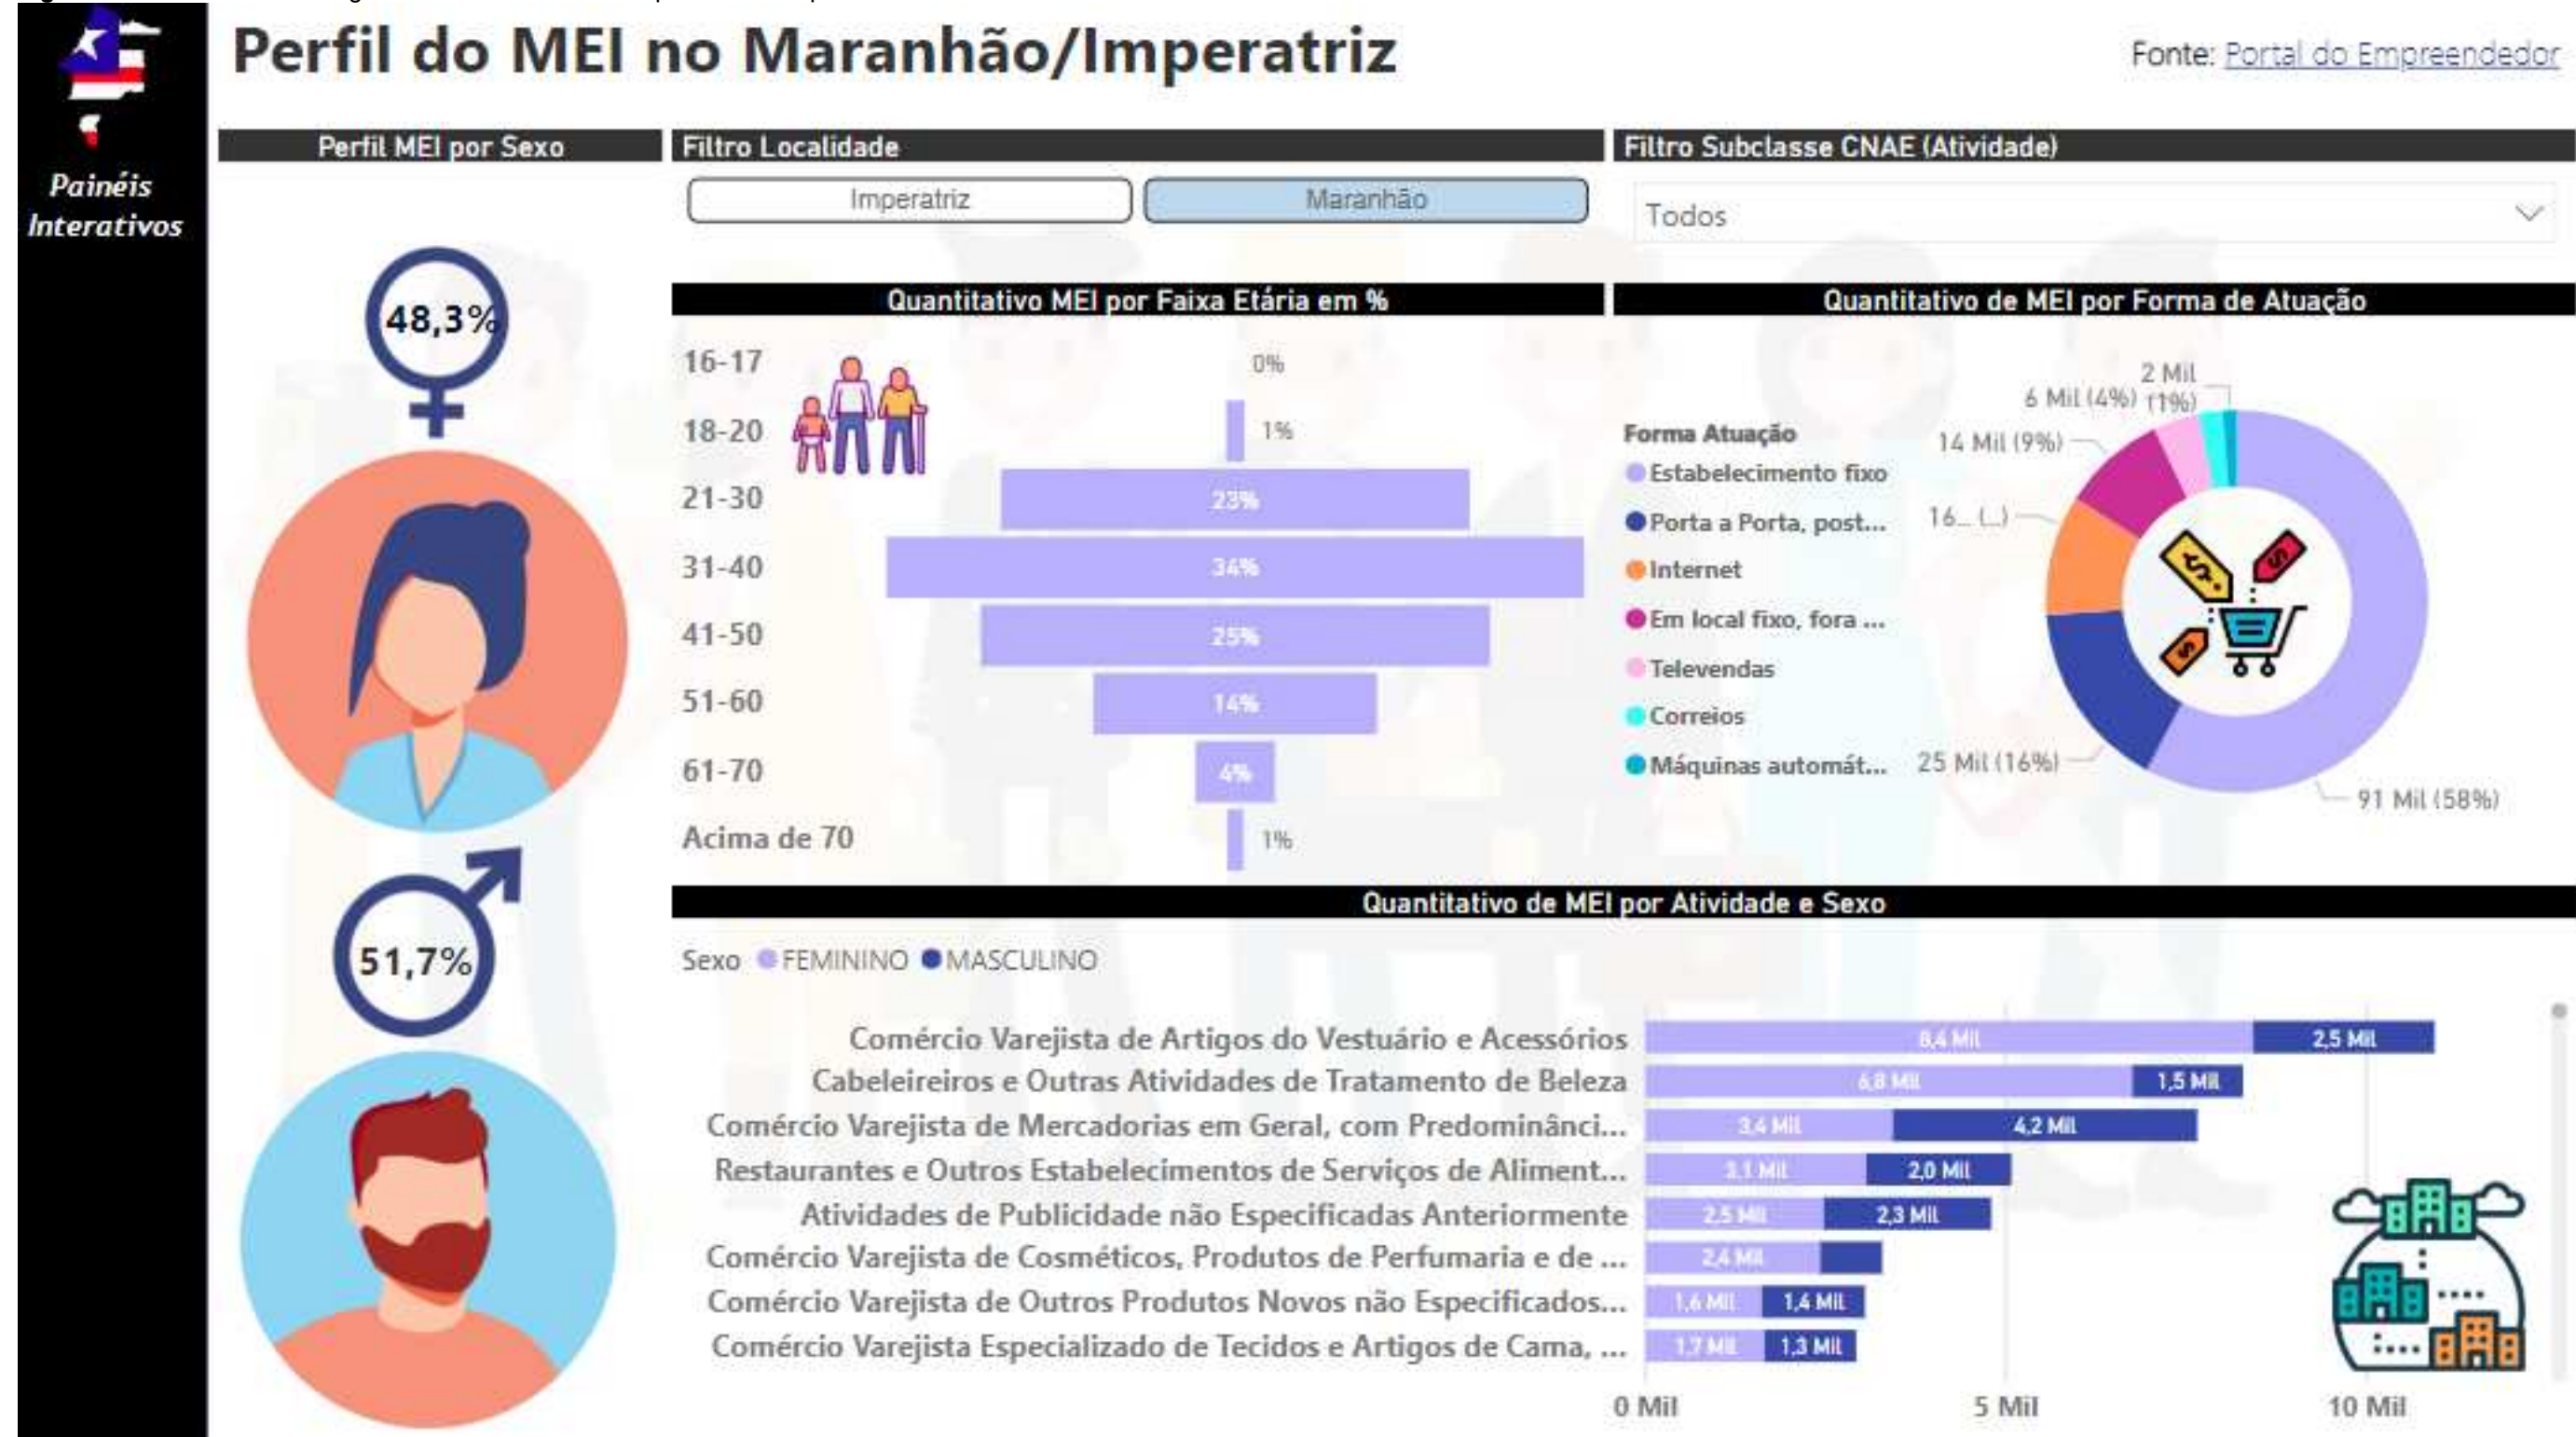 Perfil do MEI no Maranhão/Imperatriz
Fonte: Portal do Empreendedor
Painéis
Interativos
Perfil MEI por Sexo
48,3%
51,7%
Filtro Localidade
Imperatriz
Maranhão
Filtro Subclasse CNAE (Atividade)
Todos
Quantitativo MEI por Faixa Etária em %
16-17
0%
18-20
1%
21-30
23%
31-40
34%
41-50
25%
51-60
14%
61-70
4%
Acima de 70
1%
Quantitativo de MEI por Forma de Atuação
Forma Atuação
Estabelecimento fixo
Porta a Porta, post...
Internet
Em local fixo, fora ...
Televendas
Correios
Máquinas automát...
2 Mil
(1%)
6 Mil (4%)
14 Mil (9%)
16... (...)
25 Mil (16%)
91 Mil (58%)
Quantitativo de MEI por Atividade e Sexo
Sexo FEMININO MASCULINO
Comércio Varejista de Artigos do Vestuário e Acessórios 8,4 Mil 2,5 Mil
Cabeleireiros e Outras Atividades de Tratamento de Beleza 6,8 Mil 1,5 Mil
Comércio Varejista de Mercadorias em Geral, com Predominânci... 3,4 Mil 4,2 Mil
Restaurantes e Outros Estabelecimentos de Serviços de Aliment... 3,1 Mil 2,0 Mil
Atividades de Publicidade não Especificadas Anteriormente 2,5 Mil 2,3 Mil
Comércio Varejista de Cosméticos, Produtos de Perfumaria e de ... 2,4 Mil
Comércio Varejista de Outros Produtos Novos não Especificados... 1,6 Mil 1,4 Mil
Comércio Varejista Especializado de Tecidos e Artigos de Cama, ... 1,7 Mil 1,3 Mil
0 Mil 5 Mil 10 Mil